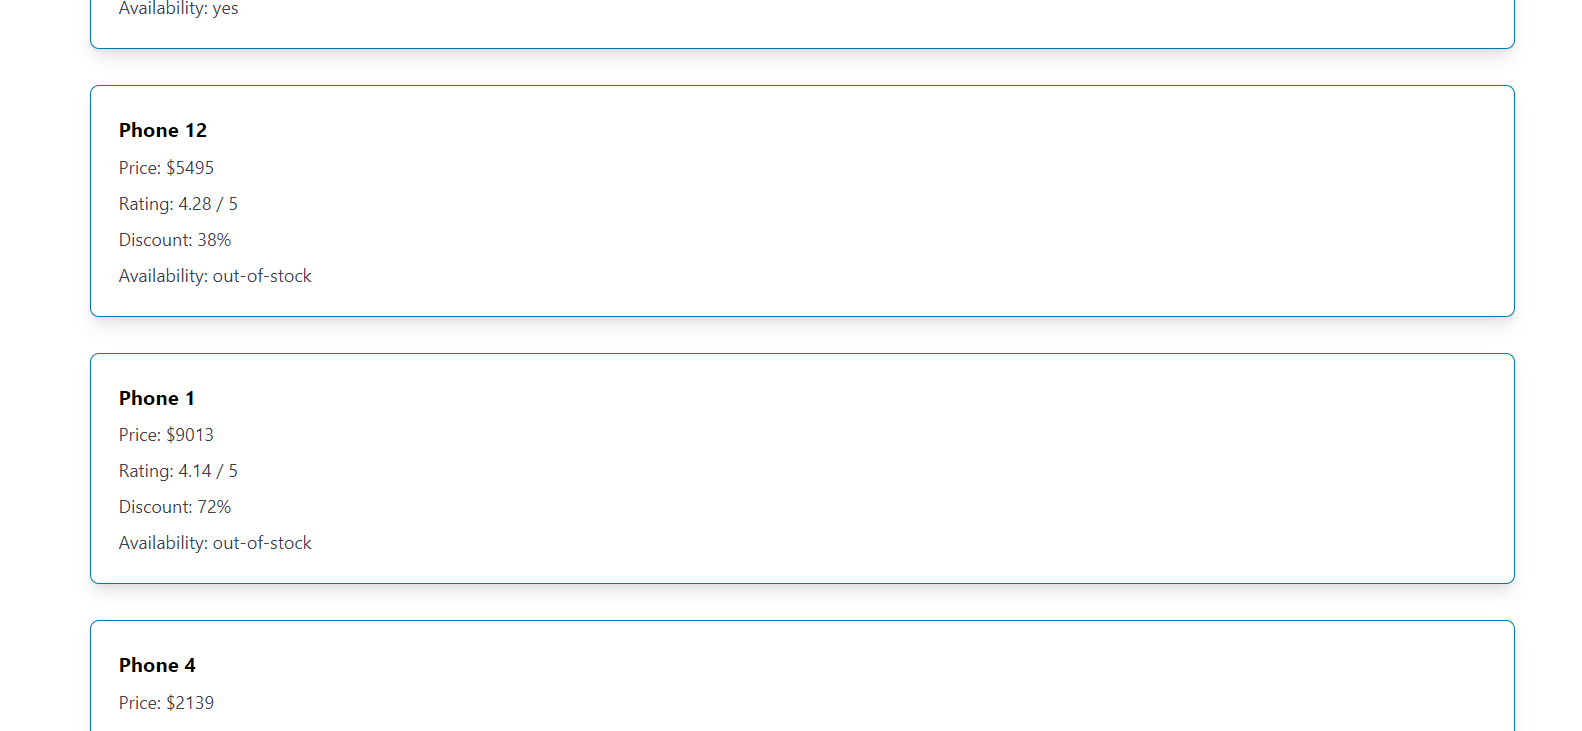 Availability: yes
Phone 12
Price: $5495
Rating: 4.28 / 5
Discount: 38%
Availability: out-of-stock
Phone 1
Price: $9013
Rating: 4.14 / 5
Discount: 72%
Availability: out-of-stock
Phone 4
Price: $2139